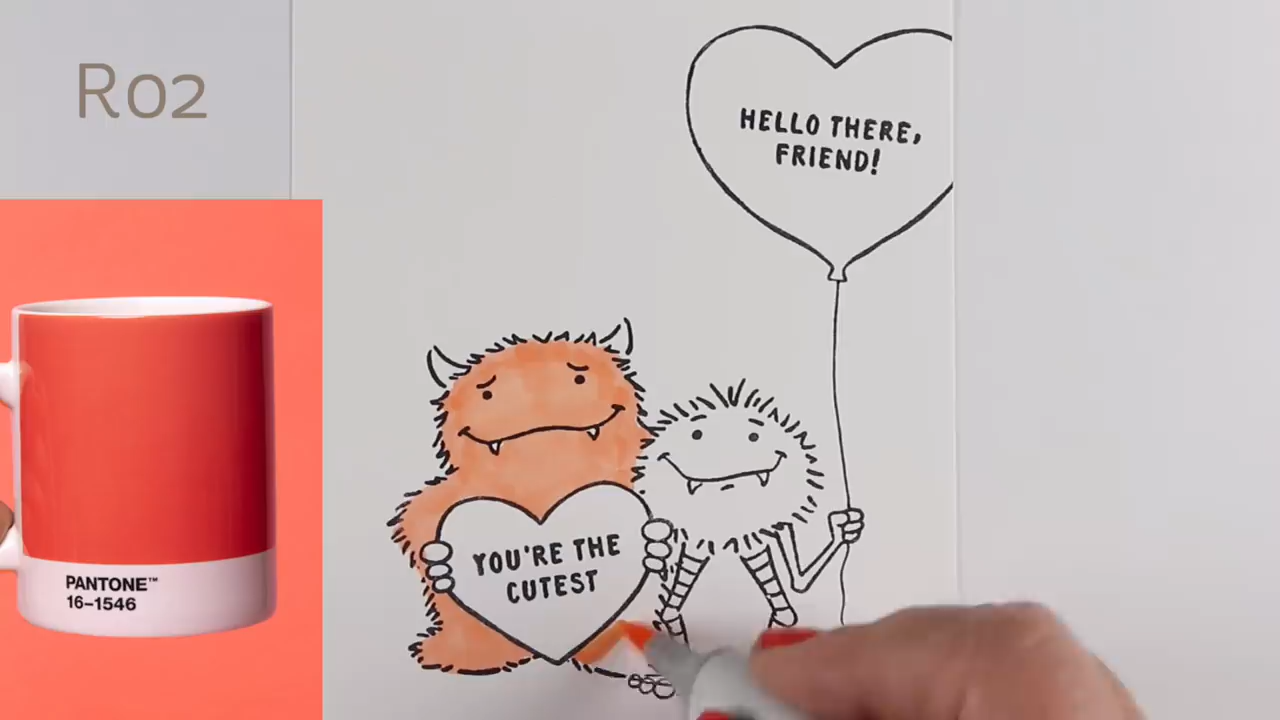 R02
HELLO THERE,
FRIEND!
YOU'RE THE
CUTEST
PANTONE™
16-1546